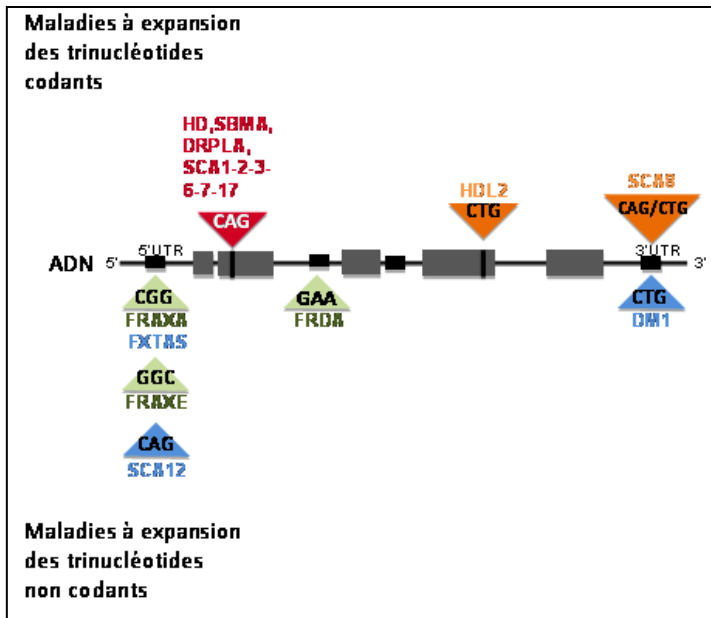 Maladies à expansion
des trinucléotides
codants
HD,SBMA,
DRPLA,
SCA1-2-3-
6-7-17
CAG
HDL2
CTG
SCA8
CAG/CTG
ADN 5' 5'UTR 3'UTR 3'
CGG
FRAXA
FXTAS
GAA
FRDA
CTG
DM1
GGC
FRAXE
CAG
SCA12
Maladies à expansion
des trinucléotides
non codants